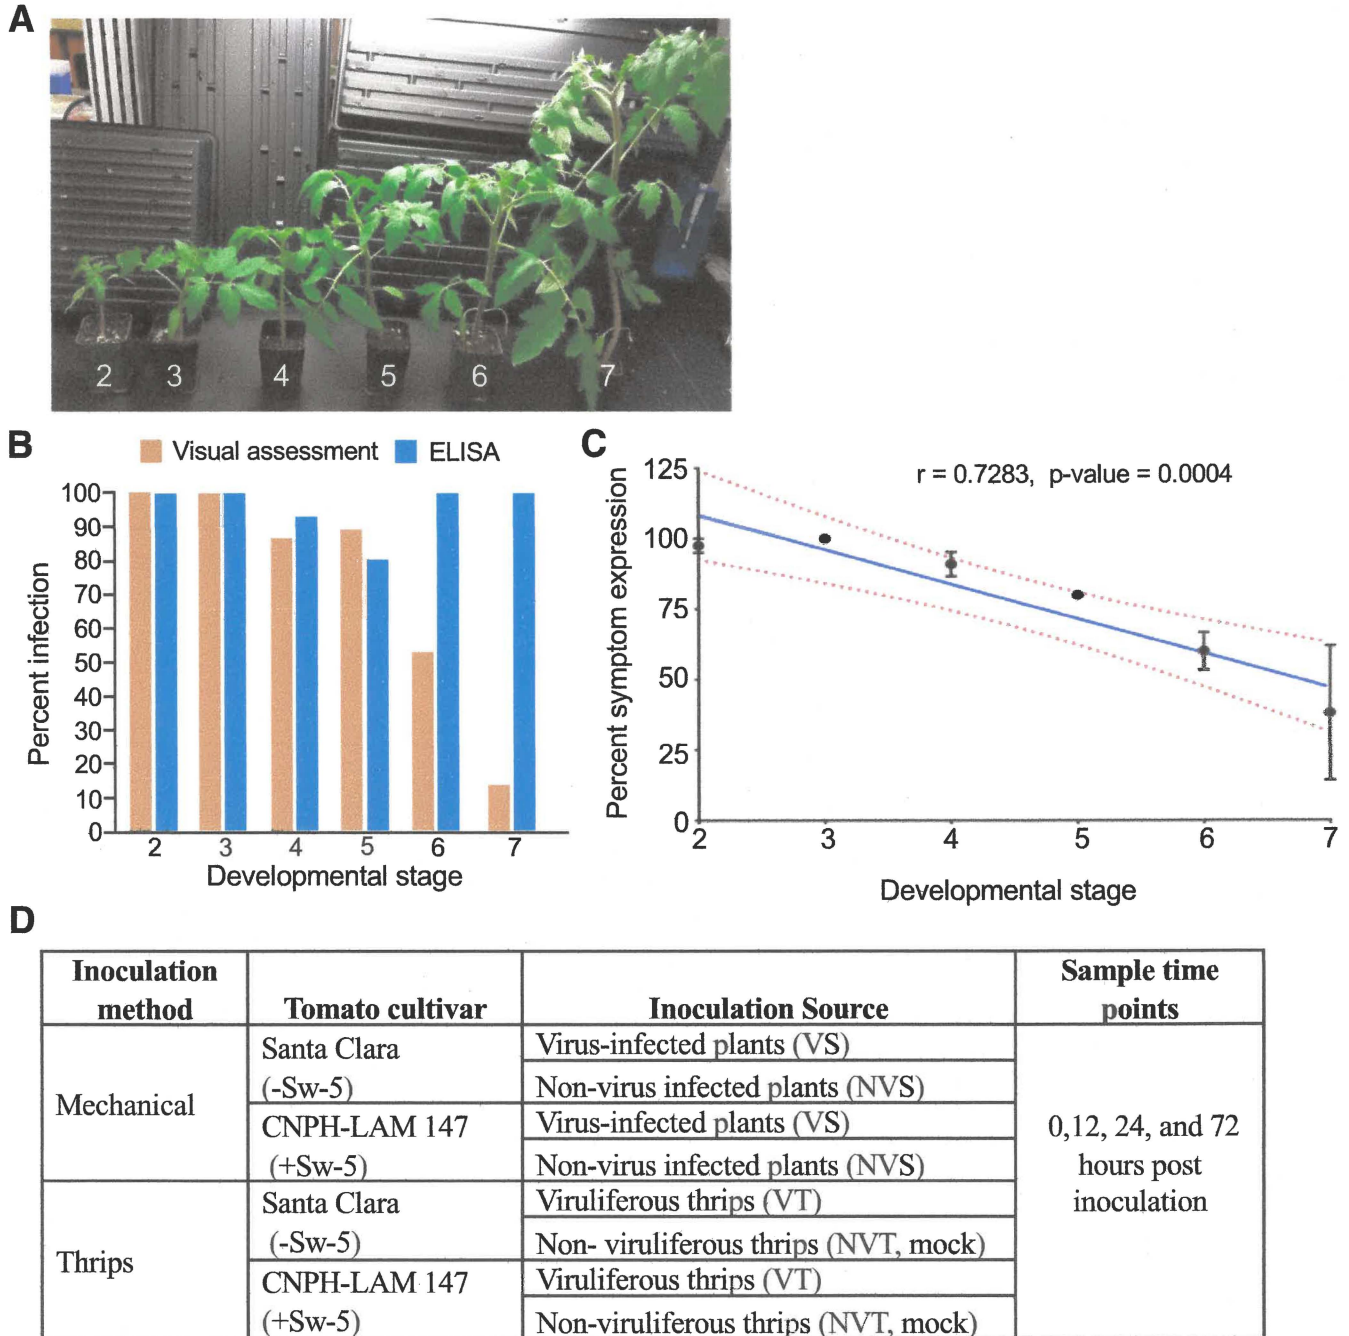 A
2 3 4 5 6 7
B
Visual assessment ELISA
Percent infection
100
90
80
70
60
50
40
30
20
10
0
2 3 4 5 6 7
Developmental stage
C
r = 0.7283, p-value = 0.0004
Percent symptom expression
125
100
75
50
25
0
2 3 4 5 6 7
Developmental stage
D
Inoculation method
Tomato cultivar
Inoculation Source
Sample time points
Mechanical
Santa Clara
(-Sw-5)
Virus-infected plants (VS)
Non-virus infected plants (NVS)
CNPH-LAM 147
(+Sw-5)
Virus-infected plants (VS)
Non-virus infected plants (NVS)
0,12, 24, and 72
hours post
inoculation
Thrips
Santa Clara
(-Sw-5)
Viruliferous thrips (VT)
Non- viruliferous thrips (NVT, mock)
CNPH-LAM 147
(+Sw-5)
Viruliferous thrips (VT)
Non-viruliferous thrips (NVT, mock)